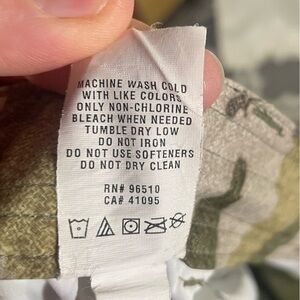 MACHINE WASH COLD
WITH LIKE COLORS
ONLY NON-CHLORINE
BLEACH WHEN NEEDED
TUMBLE DRY LOW
DO NOT IRON
DO NOT USE SOFTENERS
DO NOT DRY CLEAN
RN# 96510
CA# 41095